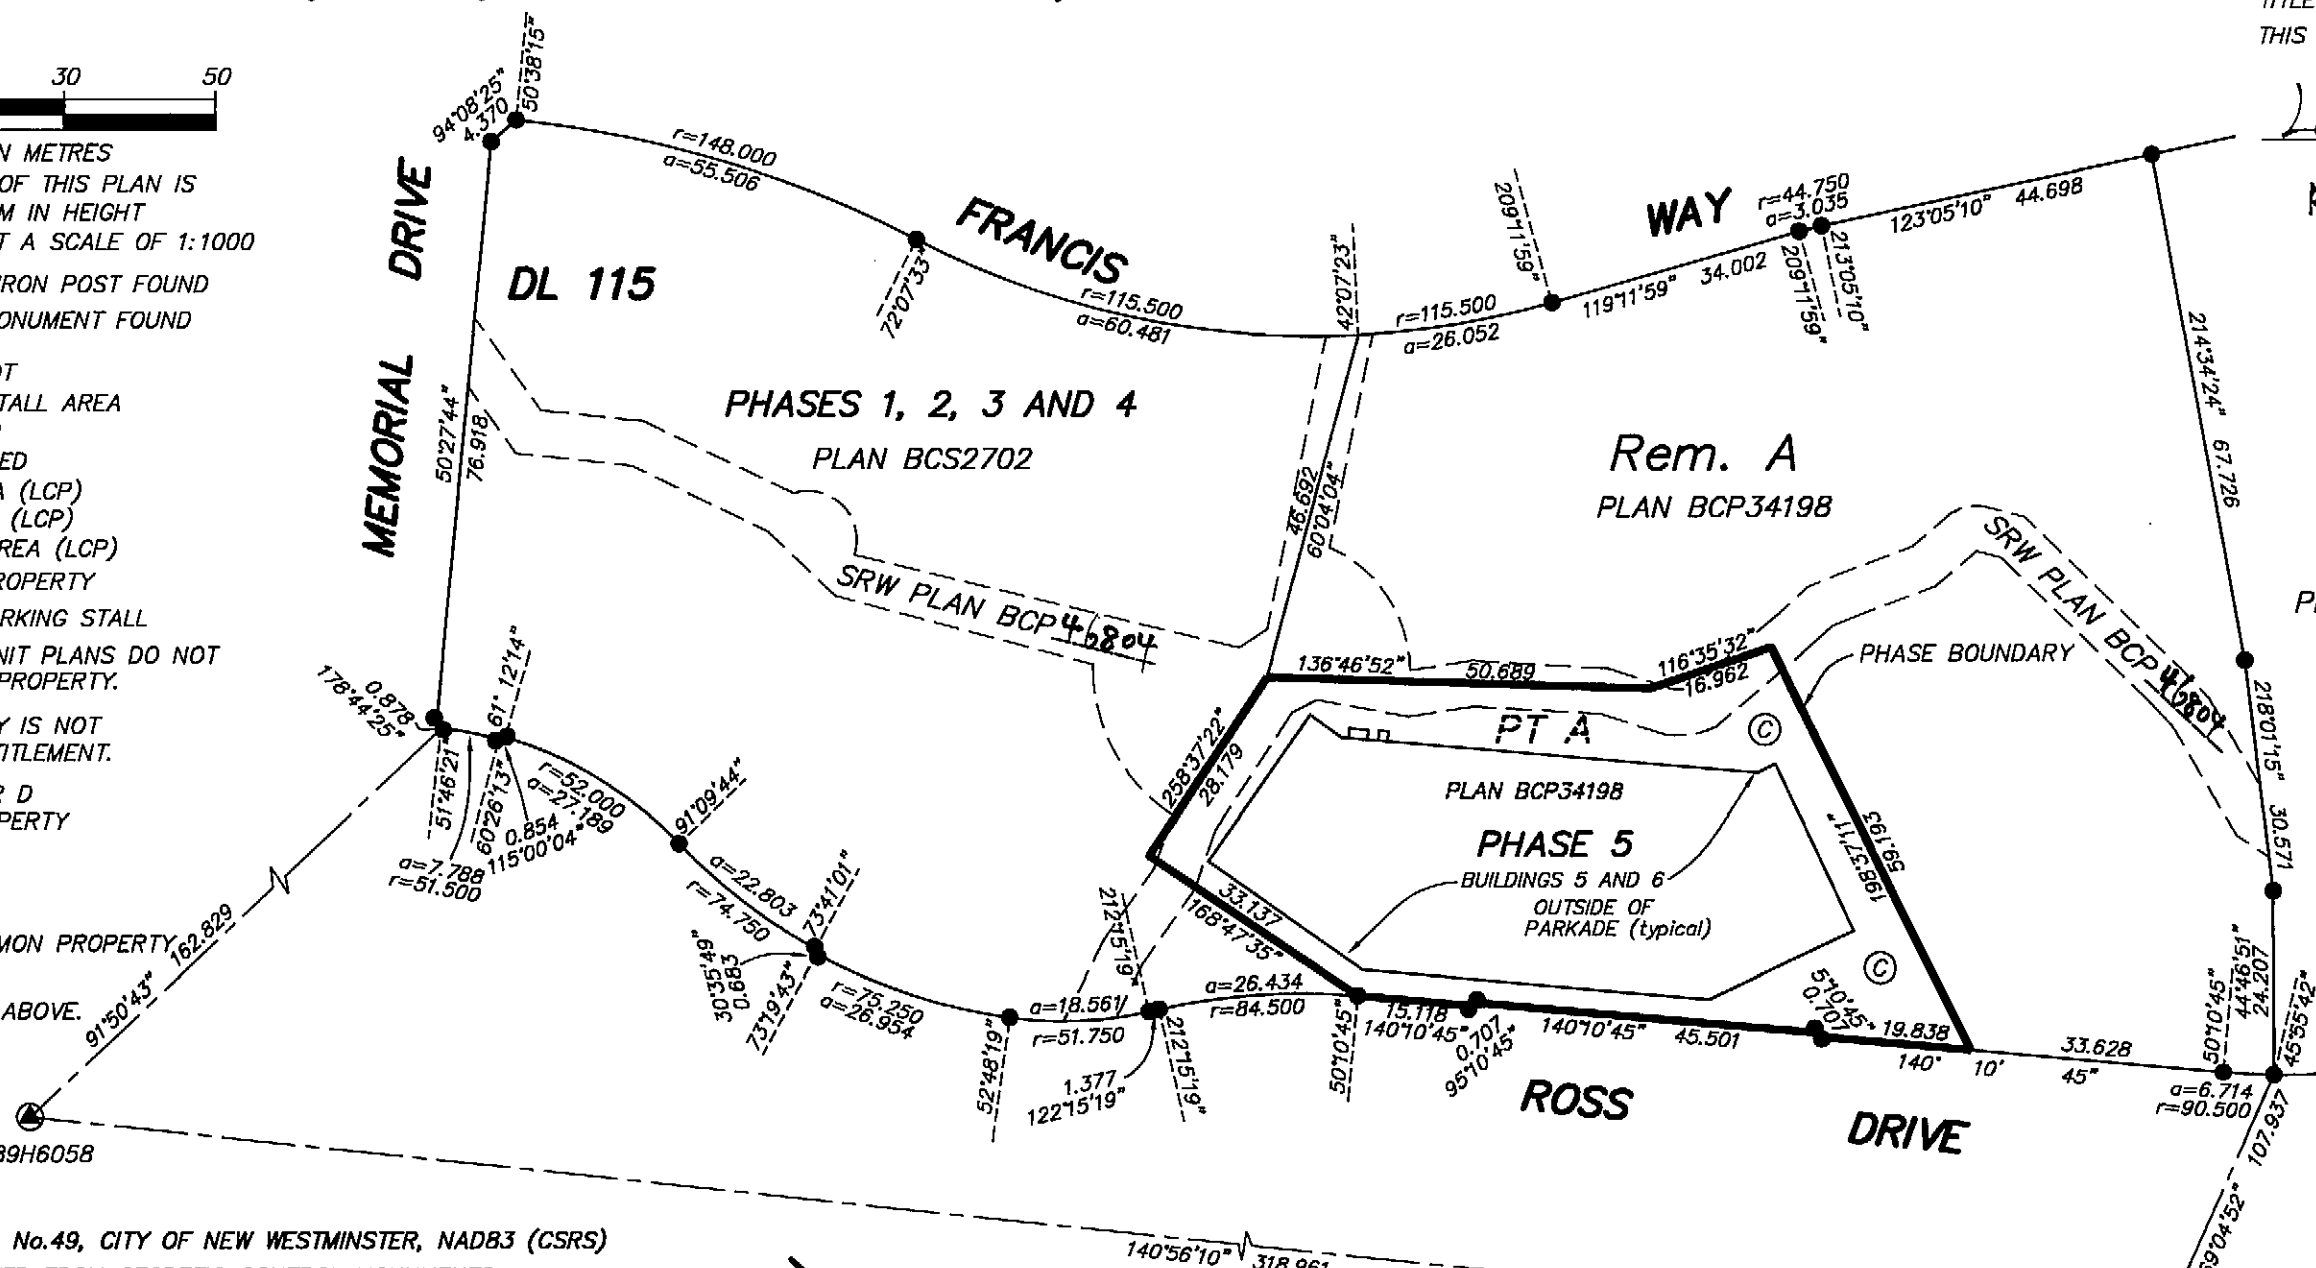 THIS
30 50
N METRES
OF THIS PLAN IS
M IN HEIGHT
T A SCALE OF 1:1000
IRON POST FOUND
ONUMENT FOUND
TALL AREA
ED
A (LCP)
(LCP)
REA (LCP)
ROPERTY
RKING STALL
NIT PLANS DO NOT
PROPERTY.
Y IS NOT
TITLEMENT.
R D
PERTY
MON PROPERTY
ABOVE.
39H6058
No.49, CITY OF NEW WESTMINSTER, NAD83 (CSRS)
MEMORIAL DRIVE
50°27'44"
76.918
94°08'25"
4.370
50°38'15"
r=148.000
a=55.506
DL 115
72°07'33"
FRANCIS WAY
r=115.500
a=60.481
42°07'23"
r=115.500
a=26.052
209°11'59"
119°11'59" 34.002
r=44.750
a=3.035
209°11'59"
213°05'10"
123°05'10" 44.698
214°34'24" 67.726
218°01'15" 30.571
PHASES 1, 2, 3 AND 4
PLAN BCS2702
SRW PLAN BCP 46804
46.692
60°04'04"
Rem. A
PLAN BCP34198
SRW PLAN BCP 46804
PHASE BOUNDARY
136°46'52" 50.689
116°35'32"
16.962
258°37'22"
28.179
PT A
C
PLAN BCP34198
PHASE 5
BUILDINGS 5 AND 6
OUTSIDE OF
PARKADE (typical)
198°37'11"
59.193
C
33.137
168°47'35"
178°44'25"
0.878
51°46'21"
61° 12'14"
60°26'13"
a=7.788
r=51.500
0.854
115°00'04"
r=52.000
a=27.189
91°09'44"
a=22.803
r=74.750
73°41'01"
30°35'49"
0.683
73°19'43"
r=75.250
a=26.954
52°48'19"
a=18.561
r=51.750
212°15'19"
1.377
122°15'19"
212°15'19"
a=26.434
r=84.500
50°10'45"
15.118
140°10'45"
0.707
95°10'45"
140°10'45" 45.501
5°10'45"
0.707
19.838
140° 10' 45"
33.628
50°10'45"
44°46'51"
24.207
45°55'42"
a=6.714
r=90.500
107.937
9°04'52"
ROSS DRIVE
91°50'43" 162.829
140°56'10" 318.961